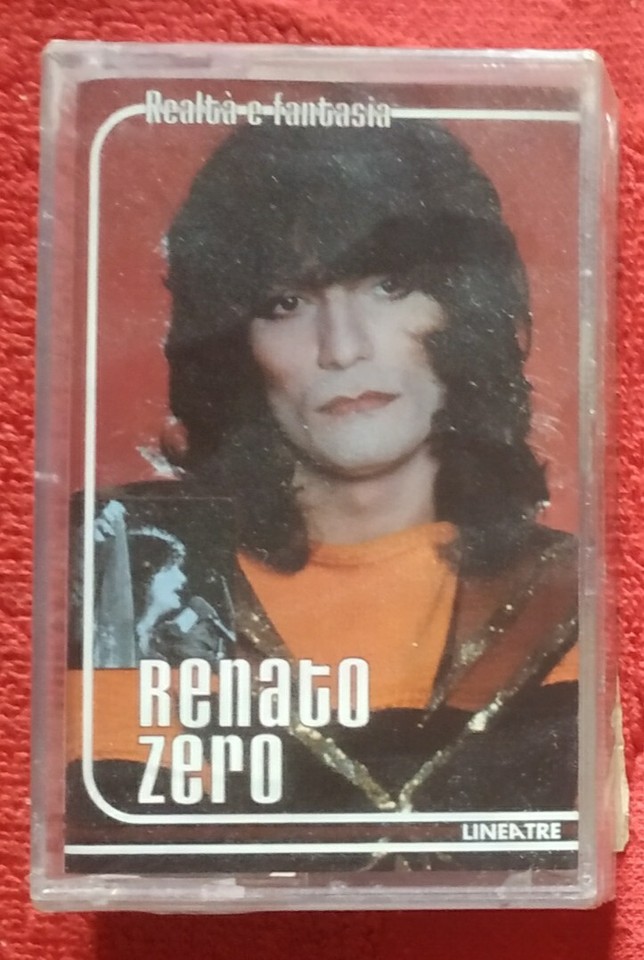 Realtà e fantasia
Renato
zero
LINEATRE